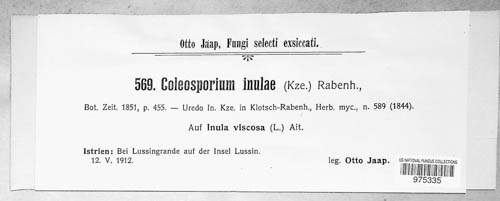 Otto Jaap, Fungi selecti exsiccati.
569. Coleosporium inulae (Kze.) Rabenh.,
Bot. Zeit. 1851, p. 455. — Uredo In. Kze. in Klotsch-Rabenh., Herb. myc., n. 589 (1844).
Auf Inula viscosa (L.) Ait.
Istrien: Bei Lussingrande auf der Insel Lussin.
12. V. 1912.
leg. Otto Jaap.
US NATIONAL FUNGUS COLLECTIONS
975335